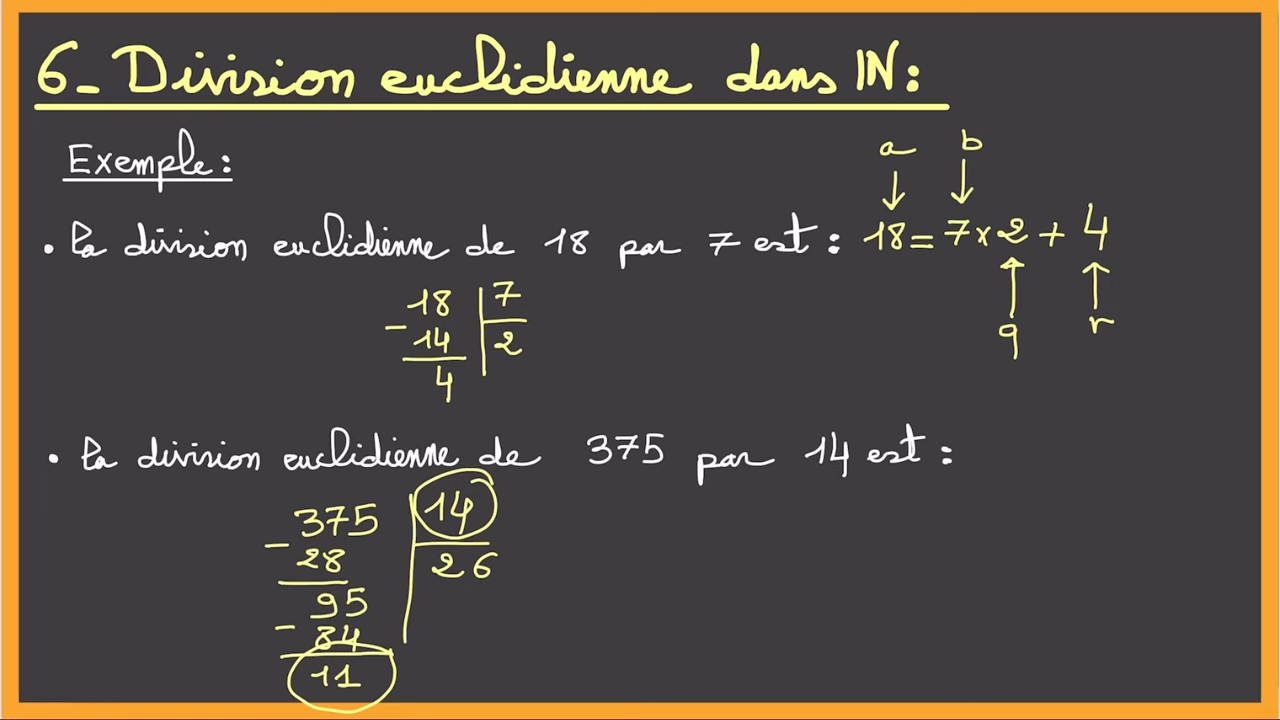 6_ Division euclidienne dans IN:
Exemple:
a b
• la division euclidienne de 18 par 7 est : 18 = 7 × 2 + 4
q r
18 7
- 14 2
4
• la division euclidienne de 375 par 14 est :
375 14
- 28 26
95
- 84
11